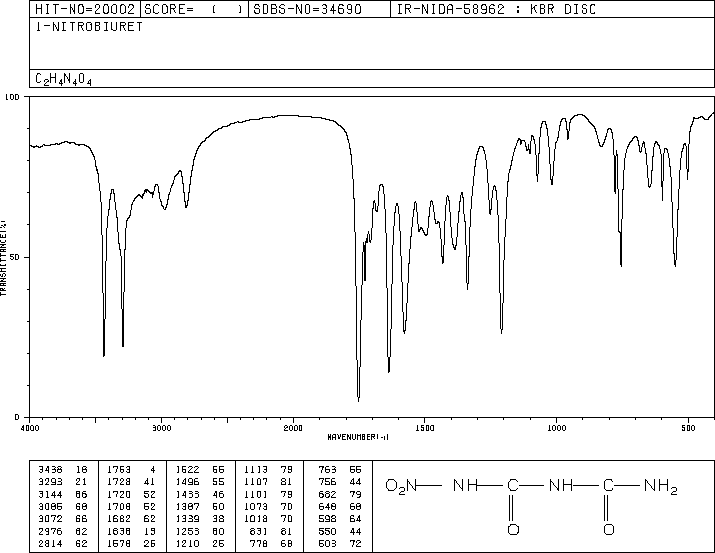 HIT-NO=20002 SCORE= ( ) SDBS-NO=34690 IR-NIDA-58962 : KBR DISC
1-NITROBIURET
C2H4N4O4
100
50
0
TRANSMITTANCE(%)
4000 3000 2000 1500 1000 500
WAVENUMBER(-1)
3438 18 1753 4 1522 55 1113 79 763 55
3293 21 1728 41 1496 55 1107 81 756 44
3144 66 1720 52 1433 46 1101 79 682 79
3085 68 1708 52 1387 50 1073 70 648 68
3072 66 1682 62 1339 38 1018 70 598 64
2976 62 1638 13 1253 60 831 81 550 44
2814 62 1578 25 1210 25 778 68 503 72
O2N NH C NH C NH2
O O